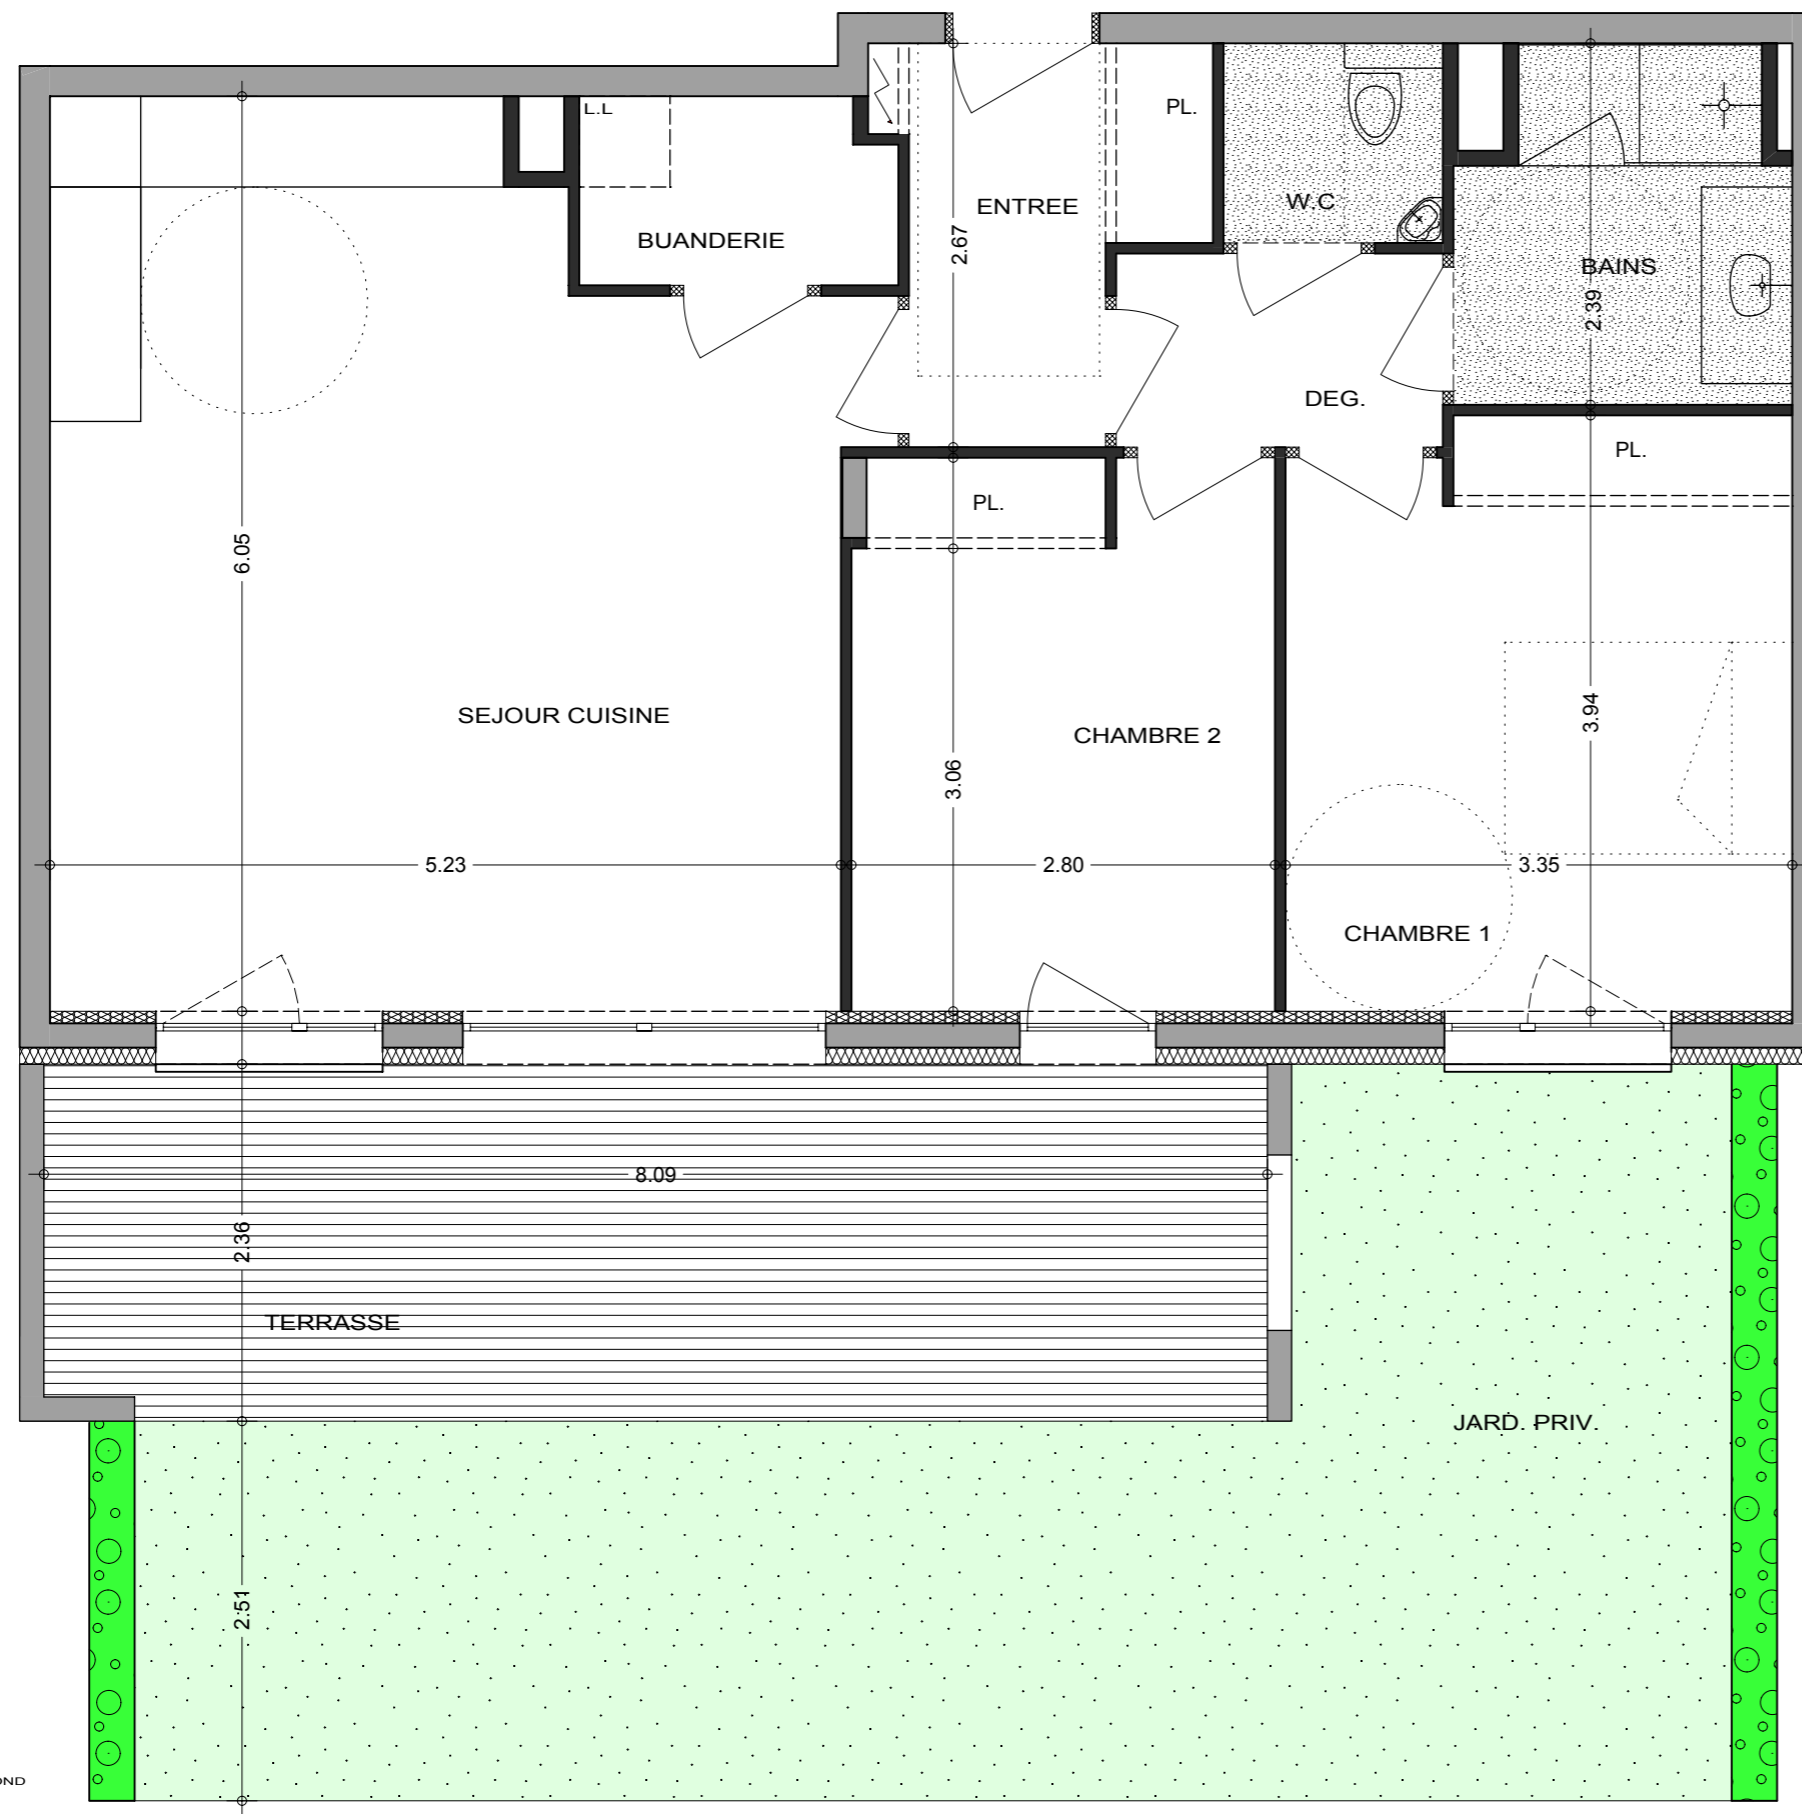 L.L
PL.
ENTREE
W.C
BUANDERIE
2.67
BAINS
2.39
DEG.
PL.
PL.
6.05
SEJOUR CUISINE
CHAMBRE 2
3.94
3.06
5.23
2.80
3.35
CHAMBRE 1
8.09
2.36
TERRASSE
JARD. PRIV.
2.51